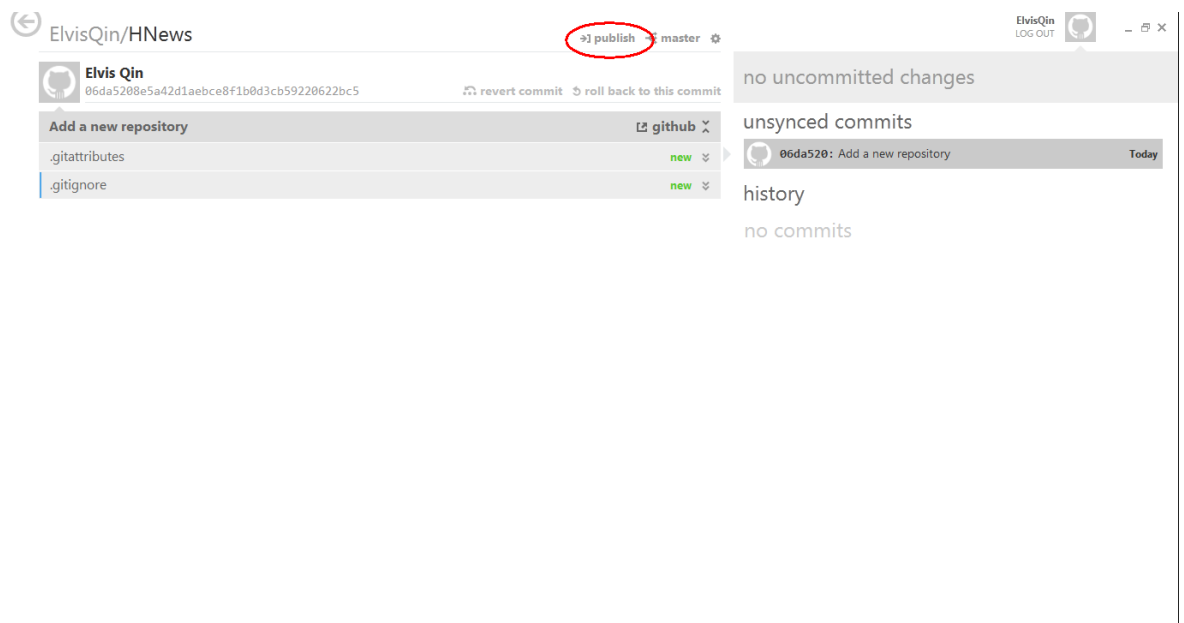 ElvisQin/HNews
publish master
ElvisQin
LOG OUT
Elvis Qin
06da5208e5a42d1aebce8f1b0d3cb59220622bc5
revert commit roll back to this commit
Add a new repository github
.gitattributes new
.gitignore new
no uncommitted changes
unsynced commits
06da520: Add a new repository Today
history
no commits